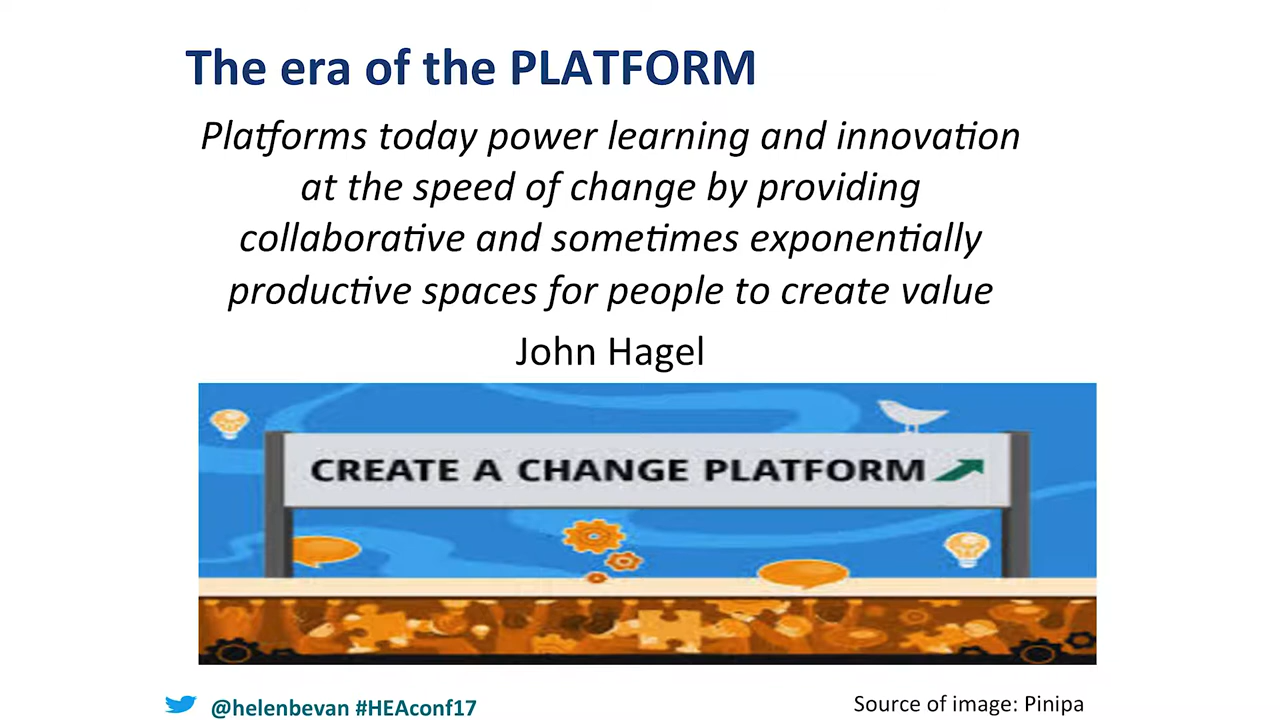 The era of the PLATFORM
Platforms today power learning and innovation
at the speed of change by providing
collaborative and sometimes exponentially
productive spaces for people to create value
John Hagel
CREATE A CHANGE PLATFORM
@helenbevan #HEAconf17
Source of image: Pinipa